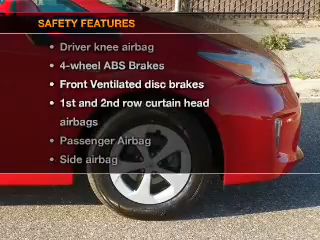 SAFETY FEATURES
• Driver knee airbag
• 4-wheel ABS Brakes
• Front Ventilated disc brakes
• 1st and 2nd row curtain head
airbags
• Passenger Airbag
• Side airbag